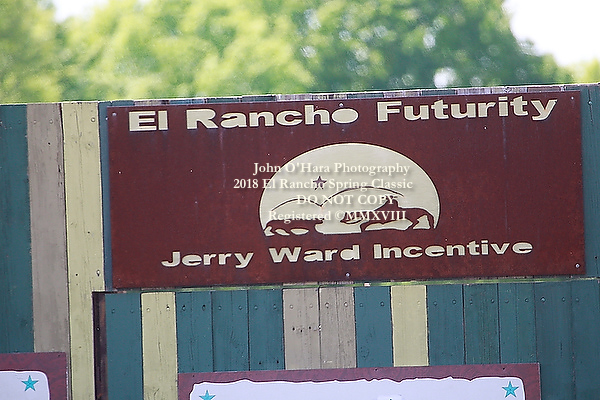 El Rancho Futurity
John O'Hara Photography
2018 El Rancho Spring Classic
DO NOT COPY
Registered ©MMXVIII
Jerry Ward Incentive